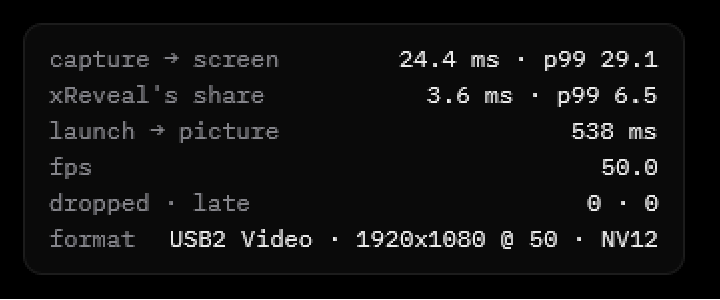 capture → screen 24.4 ms · p99 29.1
xReveal's share 3.6 ms · p99 6.5
launch → picture 538 ms
fps 50.0
dropped · late 0 · 0
format USB2 Video · 1920x1080 @ 50 · NV12